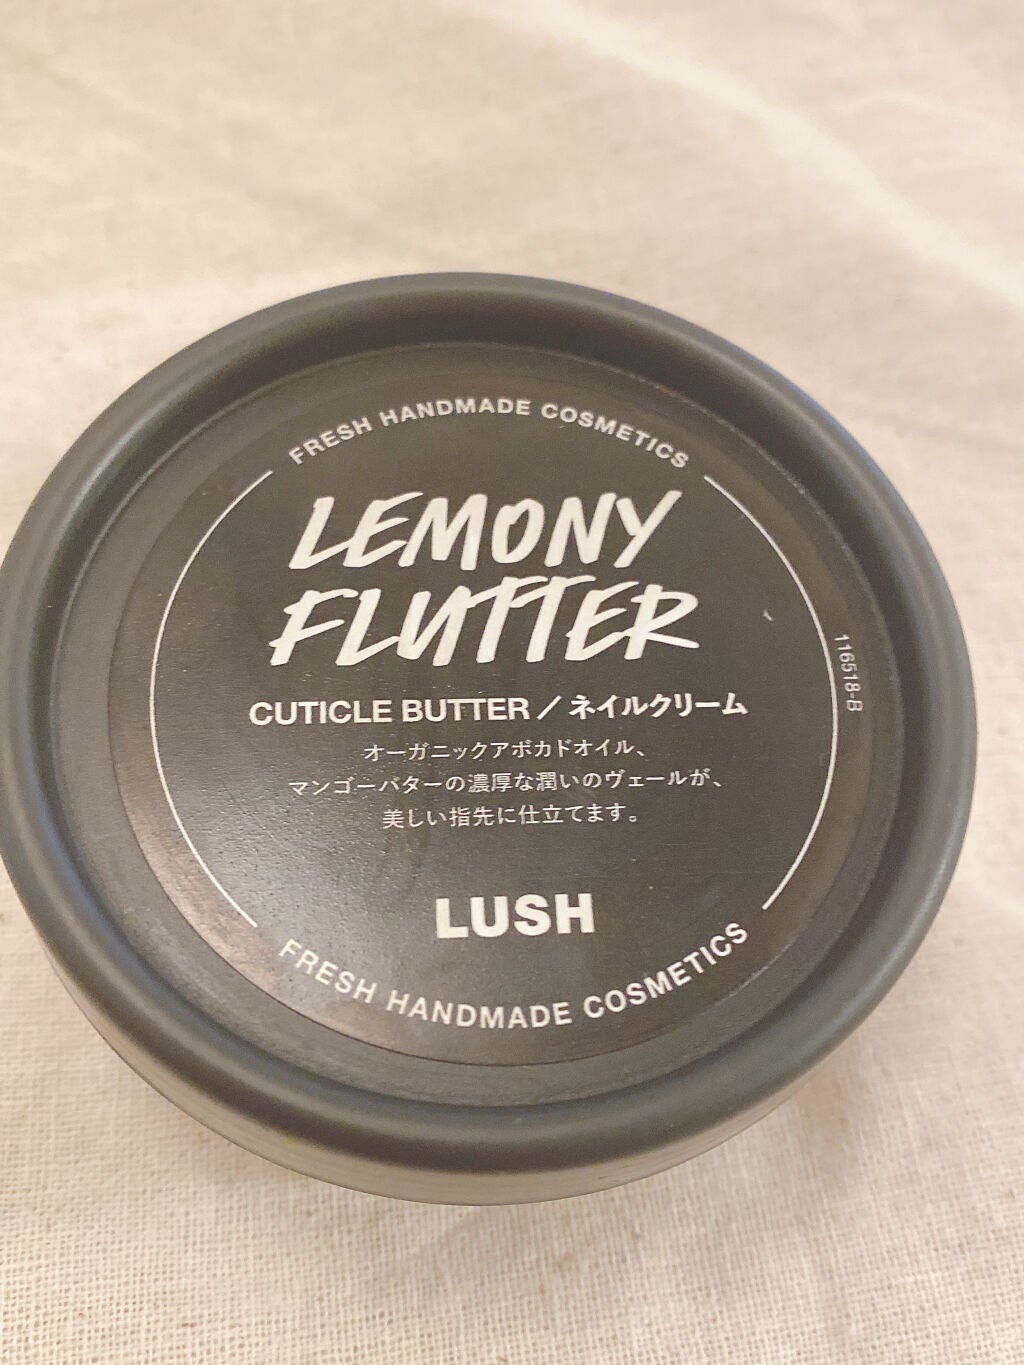 FRESH HANDMADE COSMETICS
LEMONY
FLUTTER
CUTICLE BUTTER／ネイルクリーム
オーガニックアボカドオイル、
マンゴーバターの濃厚な潤いのヴェールが、
美しい指先に仕立てます。
LUSH
FRESH HANDMADE COSMETICS
116518-B